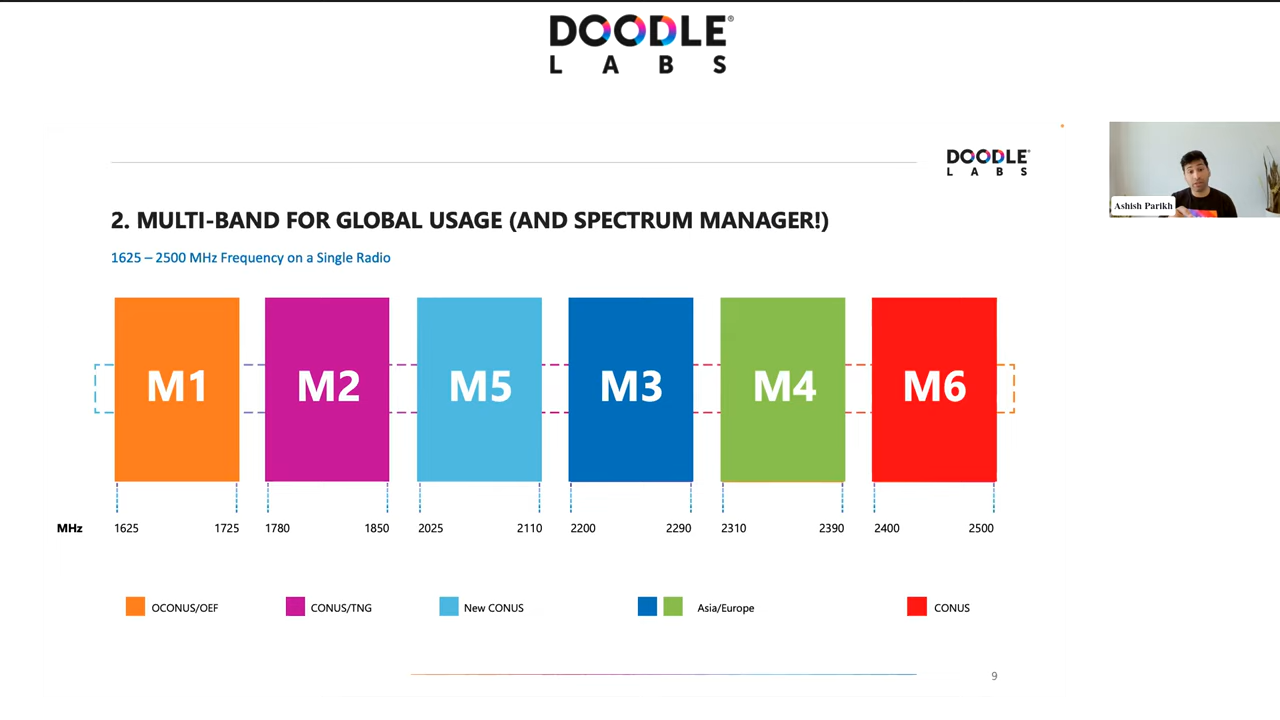 DOODLE®
LABS
DOODLE®
LABS
Ashish Parikh
2. MULTI-BAND FOR GLOBAL USAGE (AND SPECTRUM MANAGER!)
1625 – 2500 MHz Frequency on a Single Radio
M1 M2 M5 M3 M4 M6
MHz 1625 1725 1780 1850 2025 2110 2200 2290 2310 2390 2400 2500
OCONUS/OEF CONUS/TNG New CONUS Asia/Europe CONUS
9